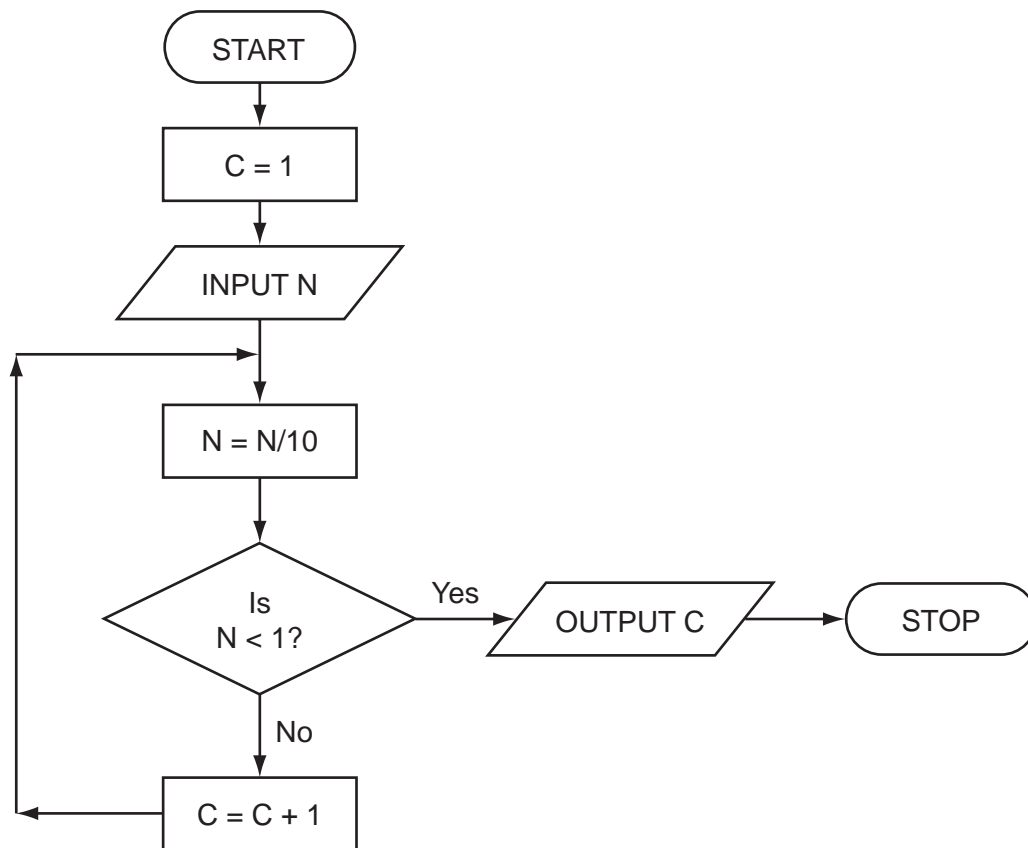 START
C = 1
INPUT N
N = N/10
Is
N < 1?
Yes
OUTPUT C
STOP
No
C = C + 1